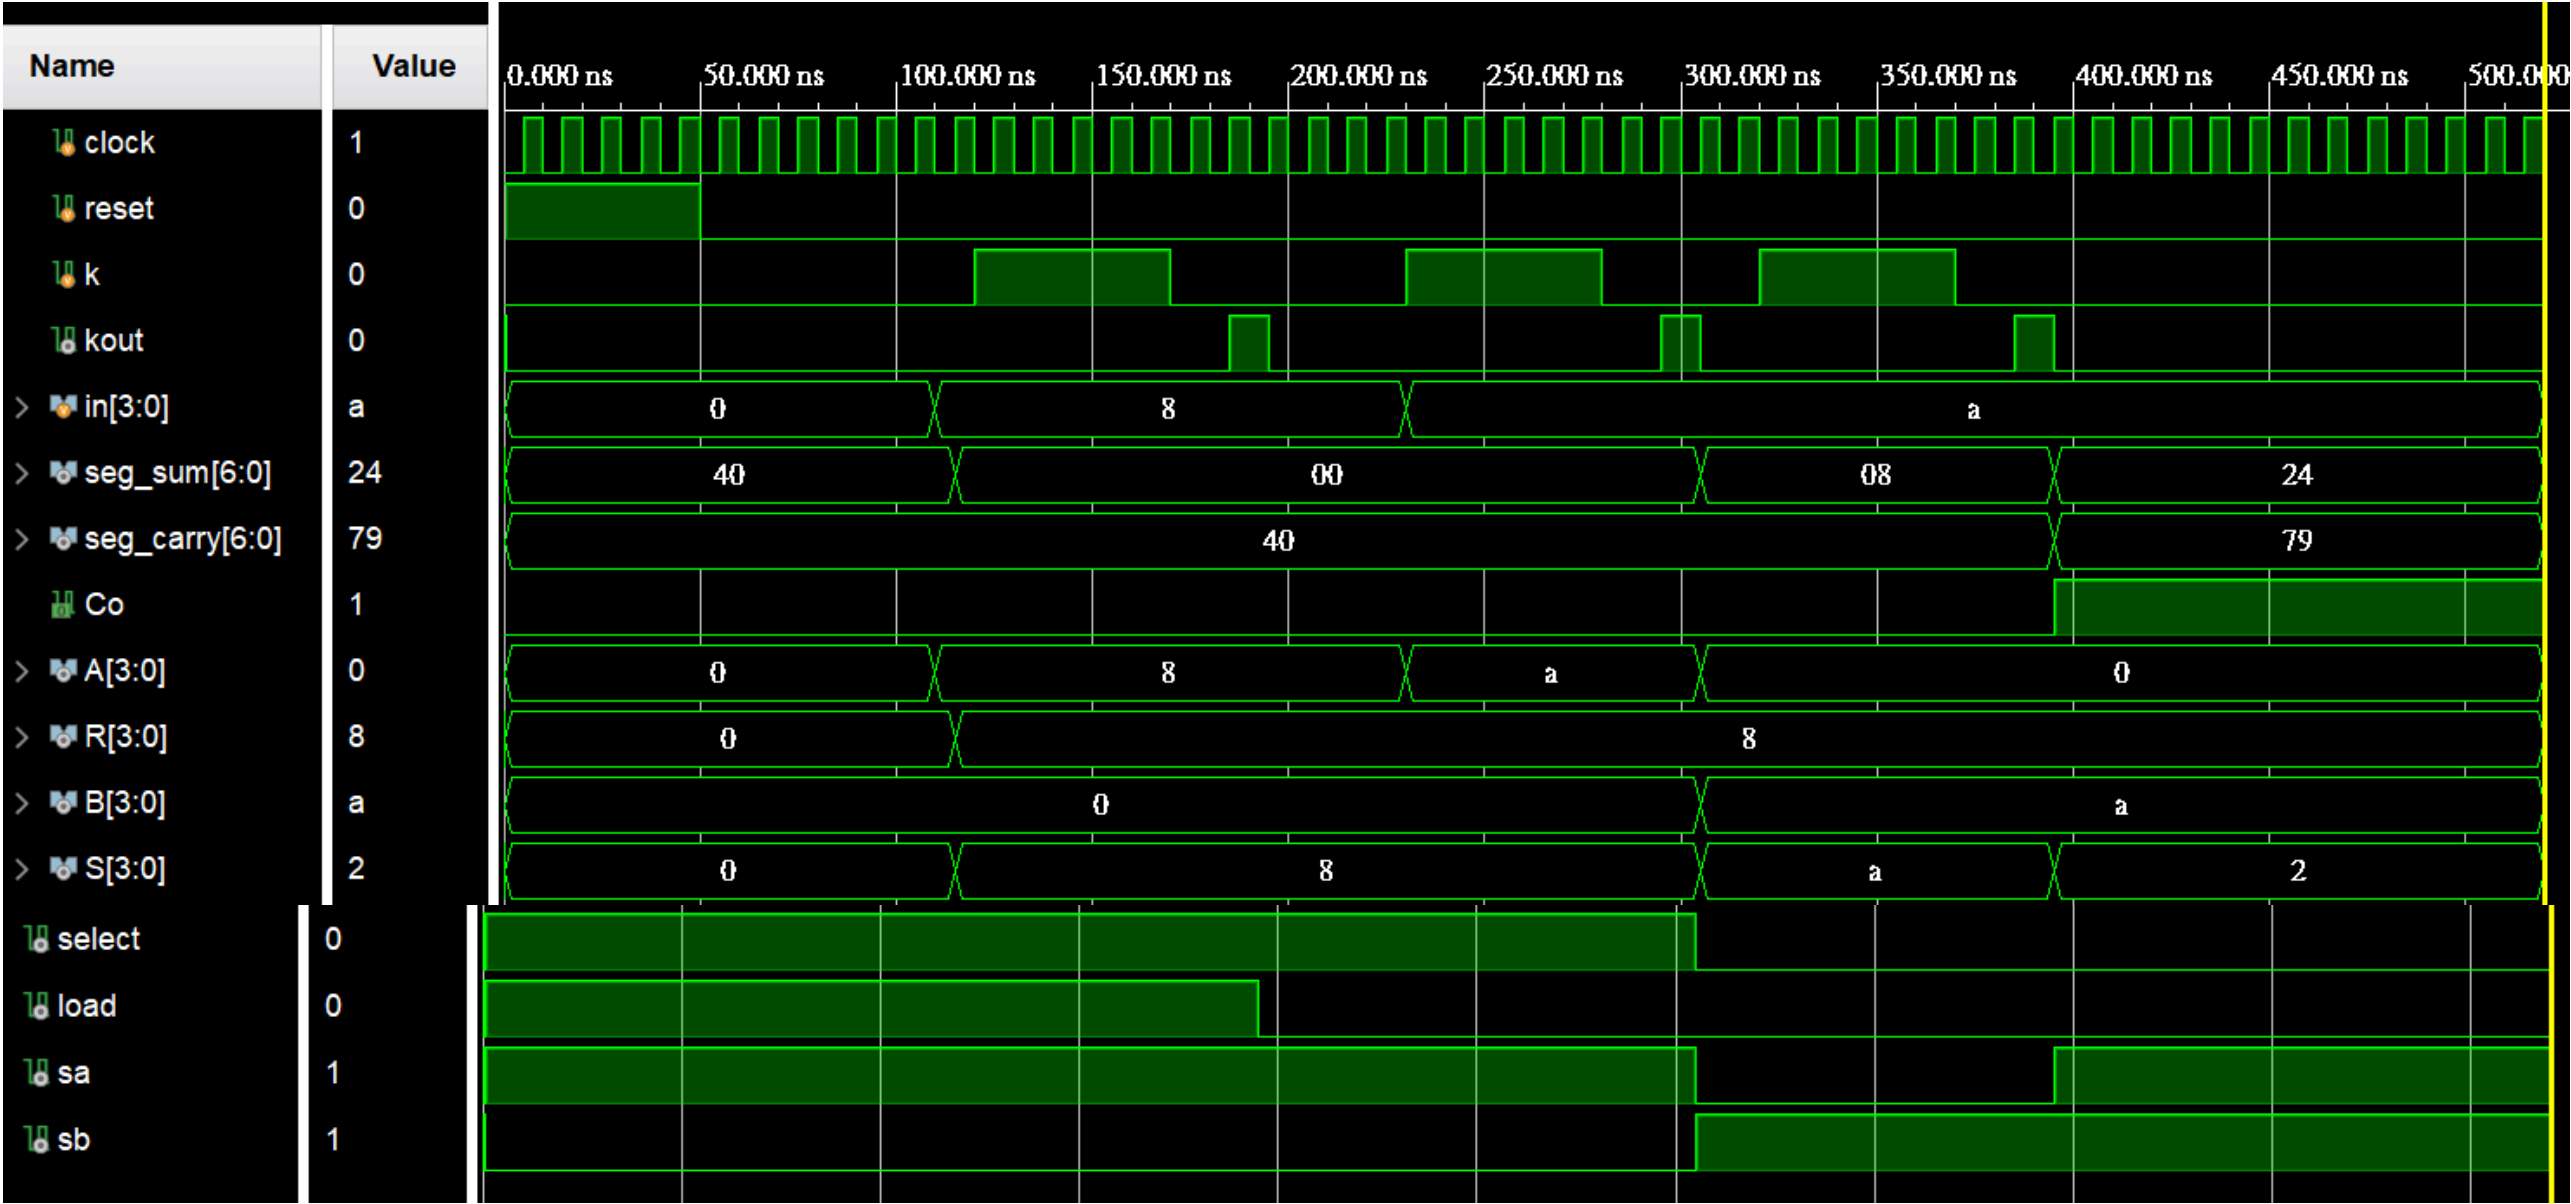 Name Value 0.000 ns 50.000 ns 100.000 ns 150.000 ns 200.000 ns 250.000 ns 300.000 ns 350.000 ns 400.000 ns 450.000 ns 500.000
clock 1
reset 0
k 0
kout 0
in[3:0] a 0 8 a
seg_sum[6:0] 24 40 00 08 24
seg_carry[6:0] 79 40 79
Co 1
A[3:0] 0 0 8 a 0
R[3:0] 8 0 8
B[3:0] a 0 a
S[3:0] 2 0 8 a 2
select 0
load 0
sa 1
sb 1